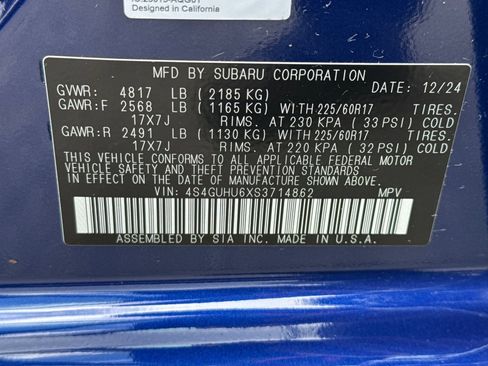 Designed in California
MFD BY SUBARU CORPORATION
GVWR: 4817 LB (2185 KG) DATE: 12/24
GAWR:F 2568 LB (1165 KG) WITH 225/60R17 TIRES.
17X7J RIMS. AT 230 KPA (33 PSI) COLD
GAWR:R 2491 LB (1130 KG) WITH 225/60R17 TIRES.
17X7J RIMS. AT 220 KPA (32 PSI) COLD.
THIS VEHICLE CONFORMS TO ALL APPLICABLE FEDERAL MOTOR
VEHICLE SAFETY AND THEFT PREVENTION STANDARDS
IN EFFECT ON THE DATE OF MANUFACTURE SHOWN ABOVE.
VIN: 4S4GUHU6XS3714862 MPV
ASSEMBLED BY SIA INC. MADE IN U.S.A.